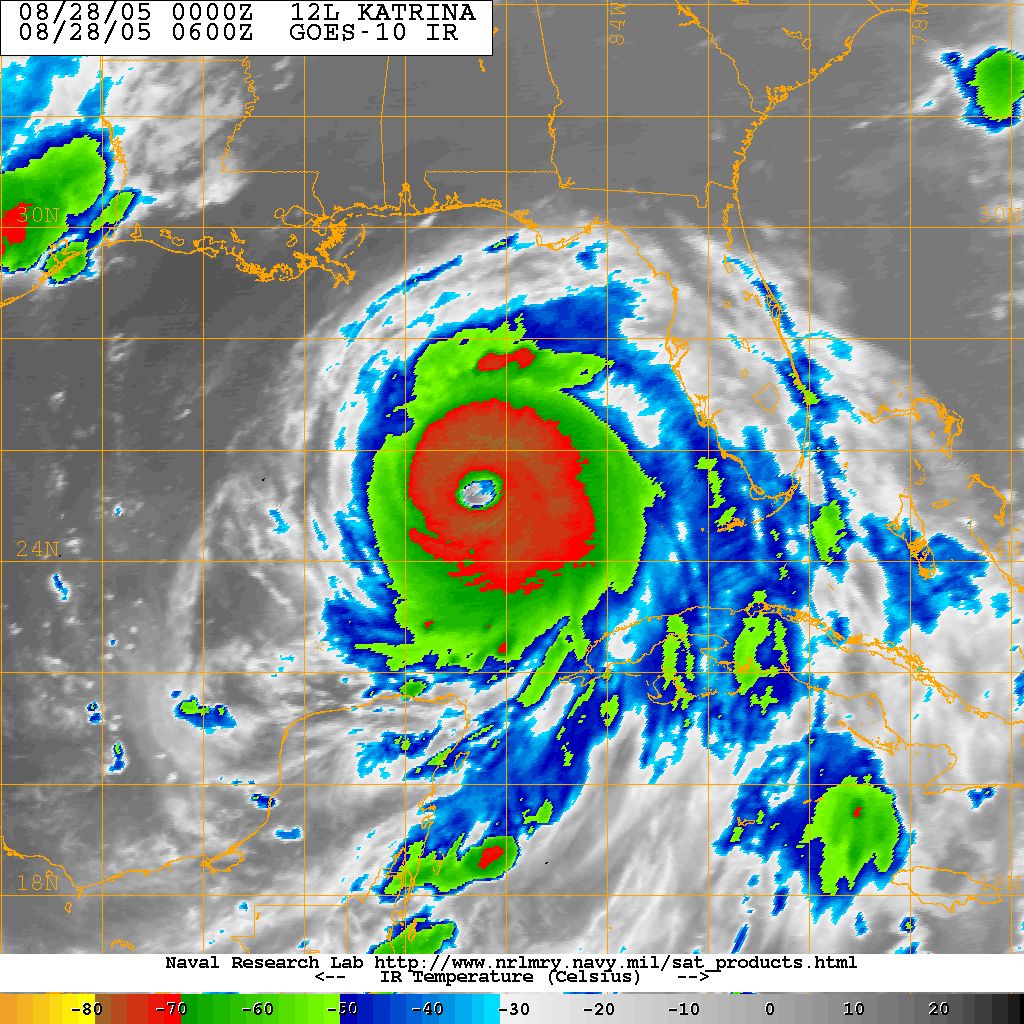 08/28/05 0000Z 12L KATRINA
08/28/05 0600Z GOES-10 IR
84W 78W
30N 30N
24N 24N
18N 18N
Naval Research Lab http://www.nrlmry.navy.mil/sat_products.html
<-- IR Temperature (Celsius) -->
-80 -70 -60 -50 -40 -30 -20 -10 0 10 20